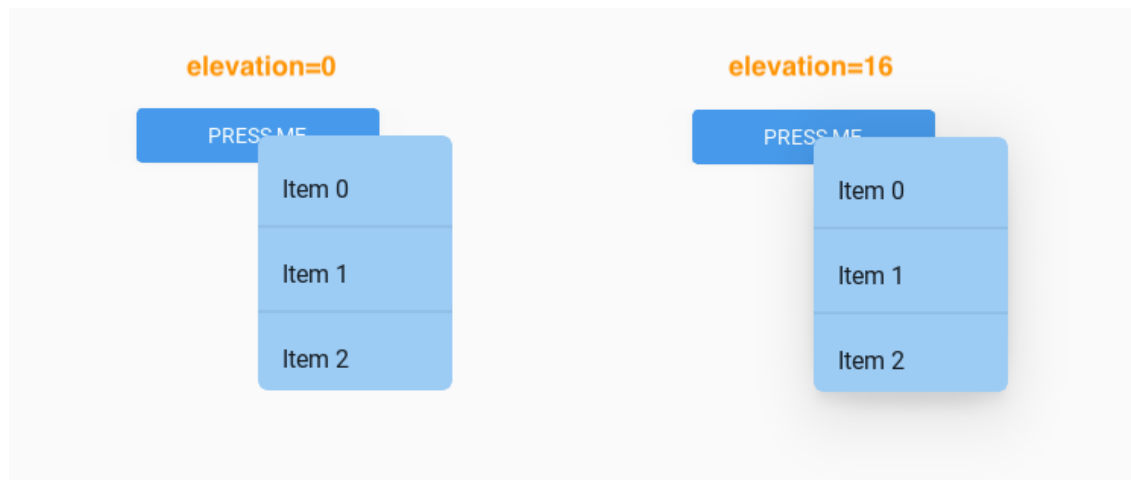 elevation=0
PRESS ME
Item 0
Item 1
Item 2
elevation=16
PRESS ME
Item 0
Item 1
Item 2